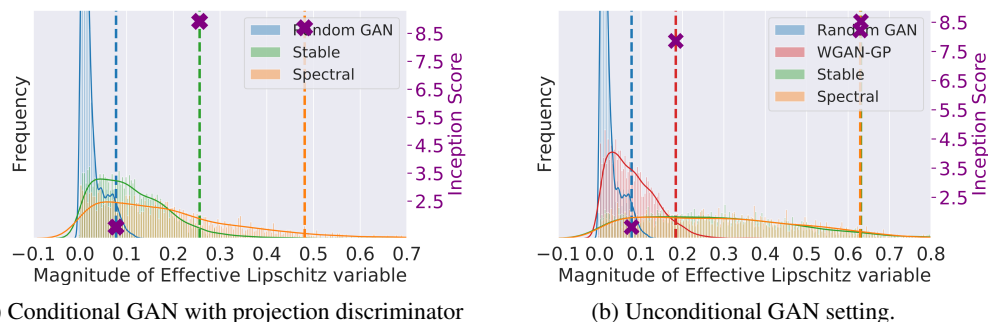 Random GAN
Stable
Spectral
Frequency
8.5
7.5
6.5
5.5
4.5
3.5
2.5
Inception Score
−0.1 0.0 0.1 0.2 0.3 0.4 0.5 0.6 0.7
Magnitude of Effective Lipschitz variable
) Conditional GAN with projection discriminator
Random GAN
WGAN-GP
Stable
Spectral
Frequency
8.5
7.5
6.5
5.5
4.5
3.5
2.5
Inception Score
−0.1 0.0 0.1 0.2 0.3 0.4 0.5 0.6 0.7 0.8
Magnitude of Effective Lipschitz variable
(b) Unconditional GAN setting.